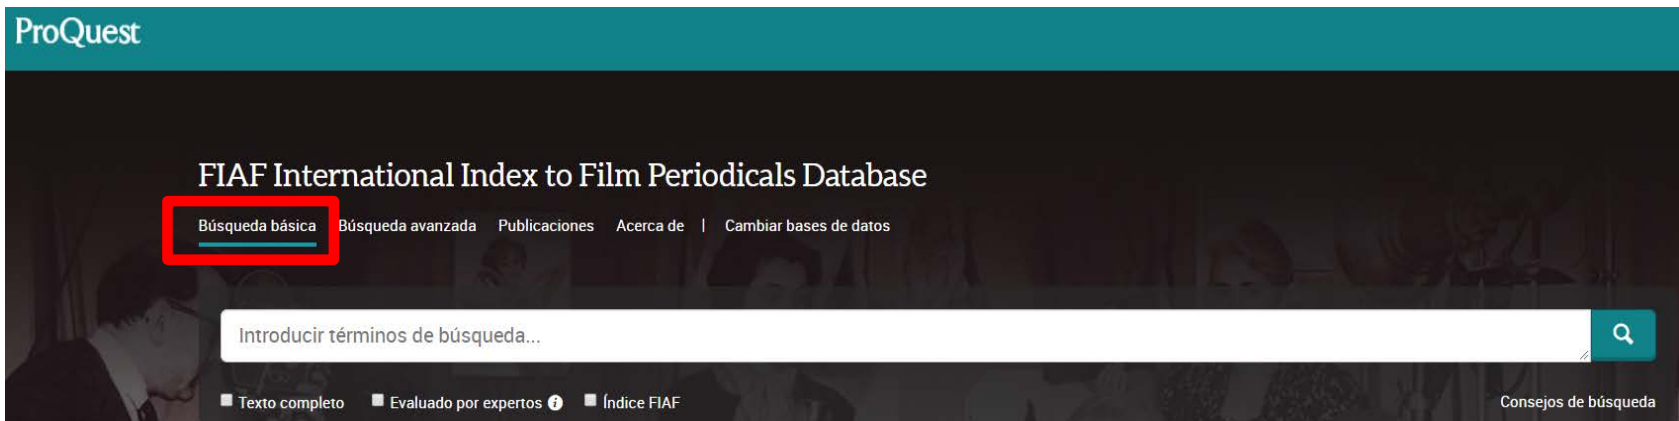 ProQuest
FIAF International Index to Film Periodicals Database
Búsqueda básica Búsqueda avanzada Publicaciones Acerca de | Cambiar bases de datos
Introducir términos de búsqueda...
Texto completo Evaluado por expertos i Índice FIAF Consejos de búsqueda